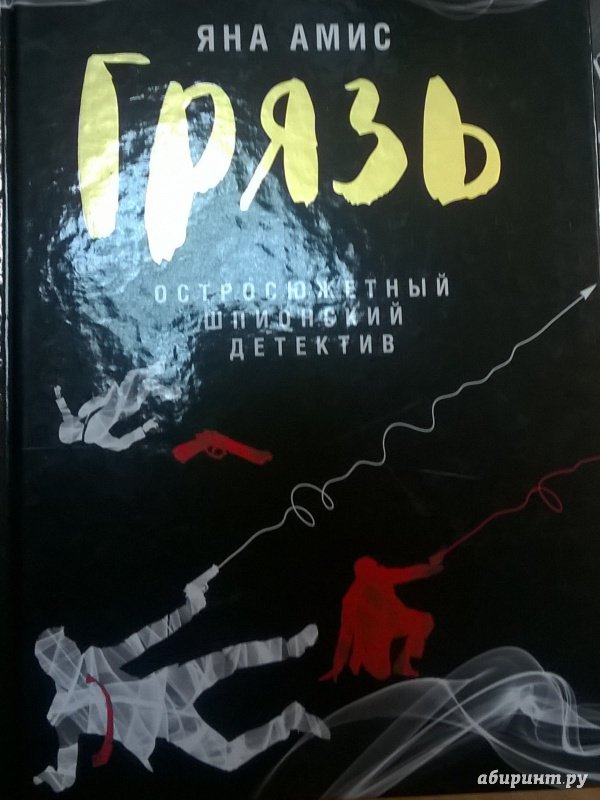 ЯНА АМИС
Грязь
ОСТРОСЮЖЕТНЫЙ
ШПИОНСКИЙ
ДЕТЕКТИВ
абиринт.ру